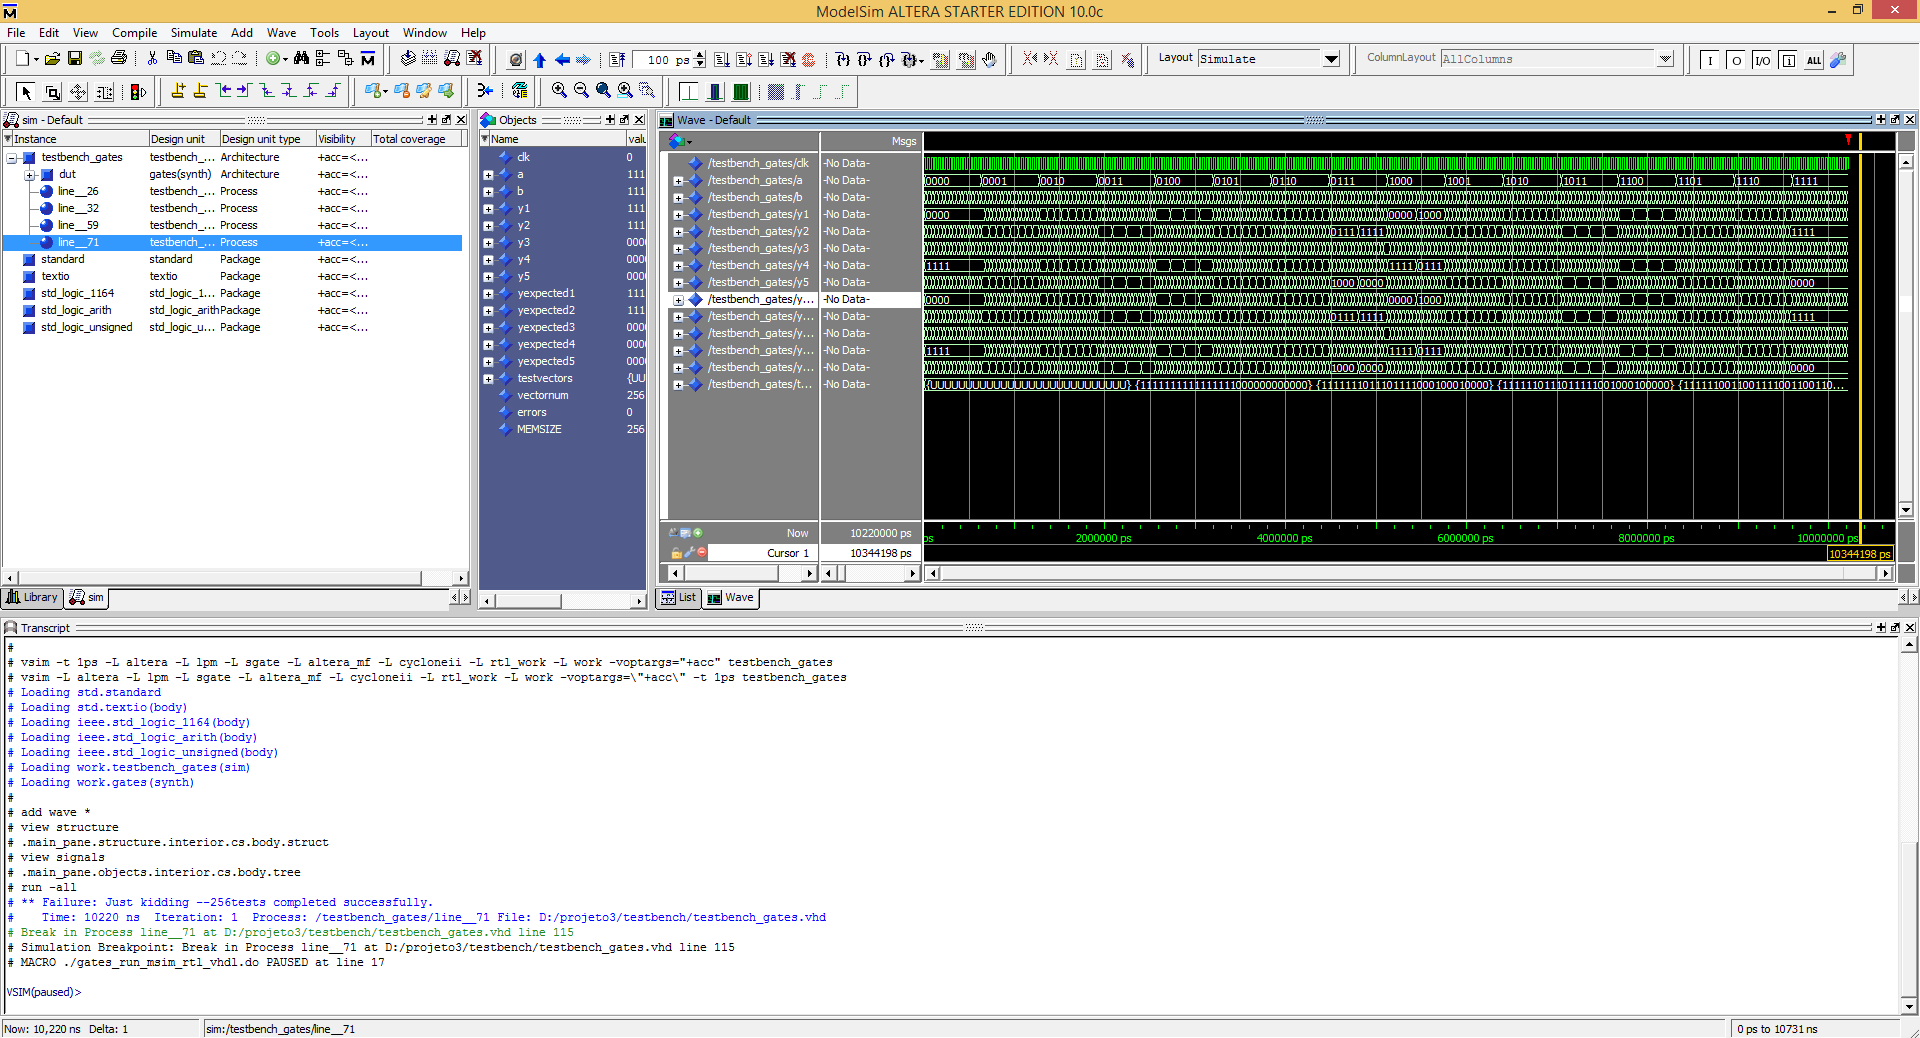 ModelSim ALTERA STARTER EDITION 10.0c
File Edit View Compile Simulate Add Wave Tools Layout Window Help
100 ps Layout Simulate ColumnLayout AllColumns I O I/O ALL
sim - Default
Instance Design unit Design unit type Visibility Total coverage
testbench_gates testbench_... Architecture +acc=<...
dut gates(synth) Architecture +acc=<...
line__26 testbench_... Process +acc=<...
line__32 testbench_... Process +acc=<...
line__59 testbench_... Process +acc=<...
line__71 testbench_... Process +acc=<...
standard standard Package +acc=<...
textio textio Package +acc=<...
std_logic_1164 std_logic_1... Package +acc=<...
std_logic_arith std_logic_arith Package +acc=<...
std_logic_unsigned std_logic_u... Package +acc=<...
Library sim
Objects
Name valu
clk 0
a 111
b 111
y1 111
y2 111
y3 0000
y4 0000
y5 0000
yexpected1 111
yexpected2 111
yexpected3 0000
yexpected4 0000
yexpected5 0000
testvectors {UU
vectornum 256
errors 0
MEMSIZE 256
Wave - Default
Msgs
/testbench_gates/clk -No Data-
/testbench_gates/a -No Data- 0000 0001 0010 0011 0100 0101 0110 0111 1000 1001 1010 1011 1100 1101 1110 1111
/testbench_gates/b -No Data-
/testbench_gates/y1 -No Data- 0000 0000 1000
/testbench_gates/y2 -No Data- 0111 1111 1111
/testbench_gates/y3 -No Data-
/testbench_gates/y4 -No Data- 1111 1111 0111
/testbench_gates/y5 -No Data- 1000 0000 0000
/testbench_gates/y... -No Data- 0000 0000 1000
/testbench_gates/y... -No Data- 0111 1111 1111
/testbench_gates/y... -No Data-
/testbench_gates/y... -No Data- 1111 1111 0111
/testbench_gates/y... -No Data- 1000 0000 0000
/testbench_gates/t... -No Data-
Now 10220000 ps ps 2000000 ps 4000000 ps 6000000 ps 8000000 ps 10000000 ps
Cursor 1 10344198 ps 10344198 ps
List Wave
Transcript
#
# vsim -t 1ps -L altera -L lpm -L sgate -L altera_mf -L cycloneii -L rtl_work -L work -voptargs="+acc" testbench_gates
# vsim -L altera -L lpm -L sgate -L altera_mf -L cycloneii -L rtl_work -L work -voptargs=\"+acc\" -t 1ps testbench_gates
# Loading std.standard
# Loading std.textio(body)
# Loading ieee.std_logic_1164(body)
# Loading ieee.std_logic_arith(body)
# Loading ieee.std_logic_unsigned(body)
# Loading work.testbench_gates(sim)
# Loading work.gates(synth)
#
# add wave *
# view structure
# .main_pane.structure.interior.cs.body.struct
# view signals
# .main_pane.objects.interior.cs.body.tree
# run -all
# ** Failure: Just kidding --256tests completed successfully.
# Time: 10220 ns Iteration: 1 Process: /testbench_gates/line__71 File: D:/projeto3/testbench/testbench_gates.vhd
# Break in Process line__71 at D:/projeto3/testbench/testbench_gates.vhd line 115
# Simulation Breakpoint: Break in Process line__71 at D:/projeto3/testbench/testbench_gates.vhd line 115
# MACRO ./gates_run_msim_rtl_vhdl.do PAUSED at line 17
VSIM(paused)>
Now: 10,220 ns Delta: 1 sim:/testbench_gates/line__71 0 ps to 10731 ns